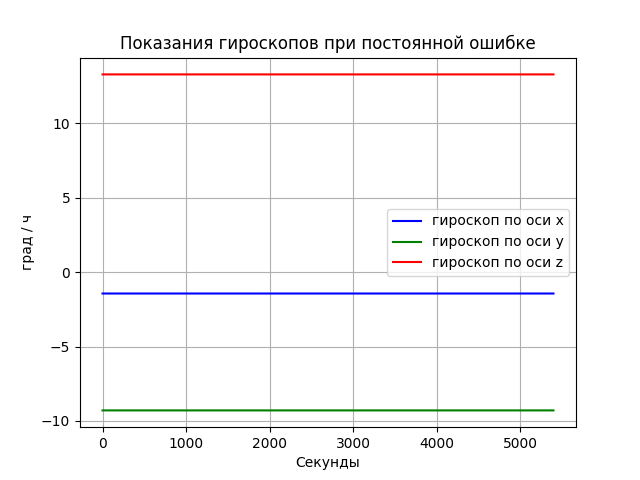 Показания гироскопов при постоянной ошибке
град / ч
10
5
0
−5
−10
гироскоп по оси x
гироскоп по оси y
гироскоп по оси z
0 1000 2000 3000 4000 5000
Секунды